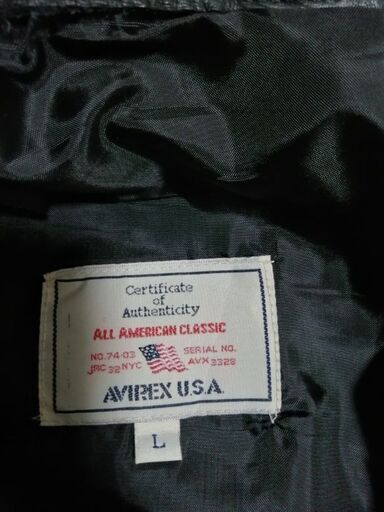 Certificate
of
Authenticity
ALL AMERICAN CLASSIC
NO.74-03 SERIAL NO.
JRC 32 NYC AVX 3328
AVIREX U.S.A.
L